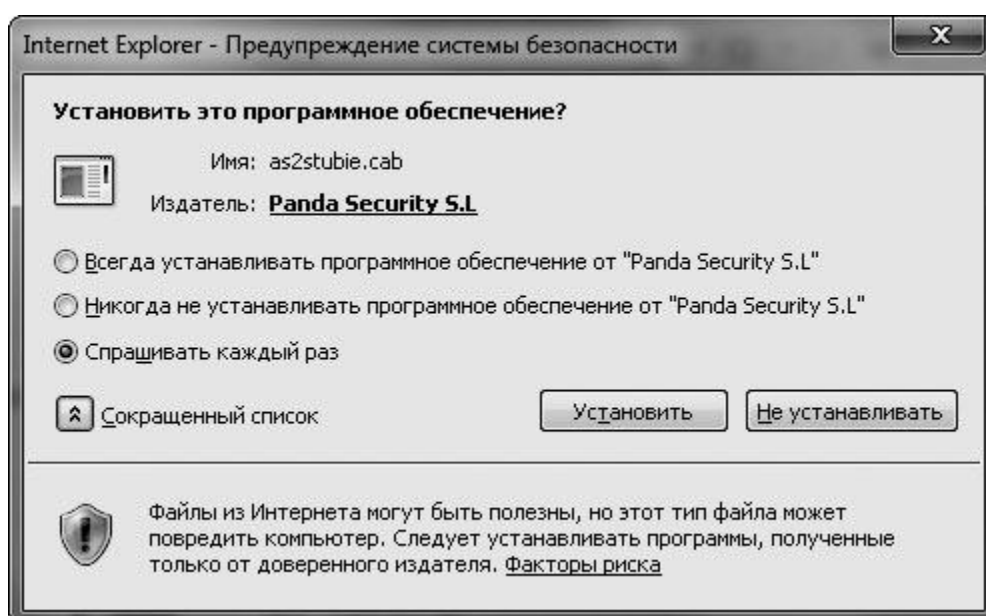 Internet Explorer - Предупреждение системы безопасности
Установить это программное обеспечение?
Имя: as2stubie.cab
Издатель: Panda Security S.L
Всегда устанавливать программное обеспечение от "Panda Security S.L"
Никогда не устанавливать программное обеспечение от "Panda Security S.L"
Спрашивать каждый раз
Сокращенный список
Установить
Не устанавливать
Файлы из Интернета могут быть полезны, но этот тип файла может
повредить компьютер. Следует устанавливать программы, полученные
только от доверенного издателя. Факторы риска